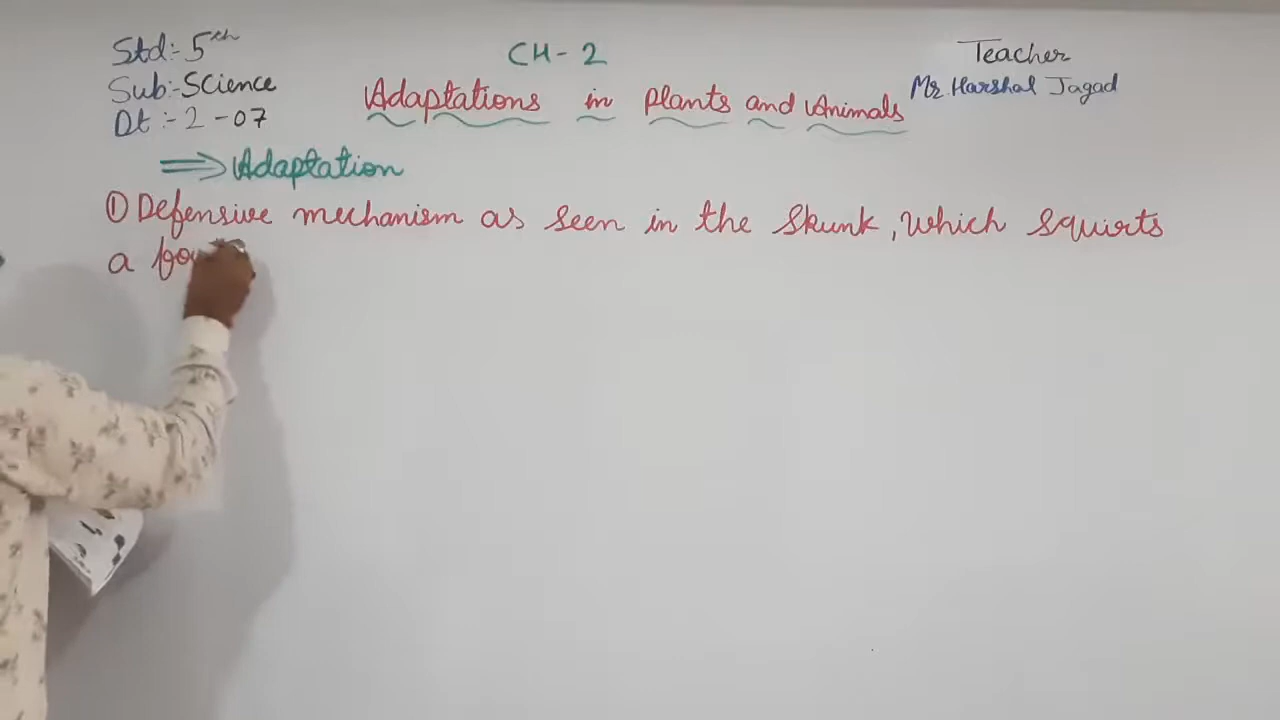 Std:- 5th
Sub:-Science
Dt :- 2-07
CH-2
Adaptations in plants and Animals
Teacher
Mr. Harshal Jagad
⇒ Adaptation
① Defensive mechanism as seen in the skunk, which squirts
a